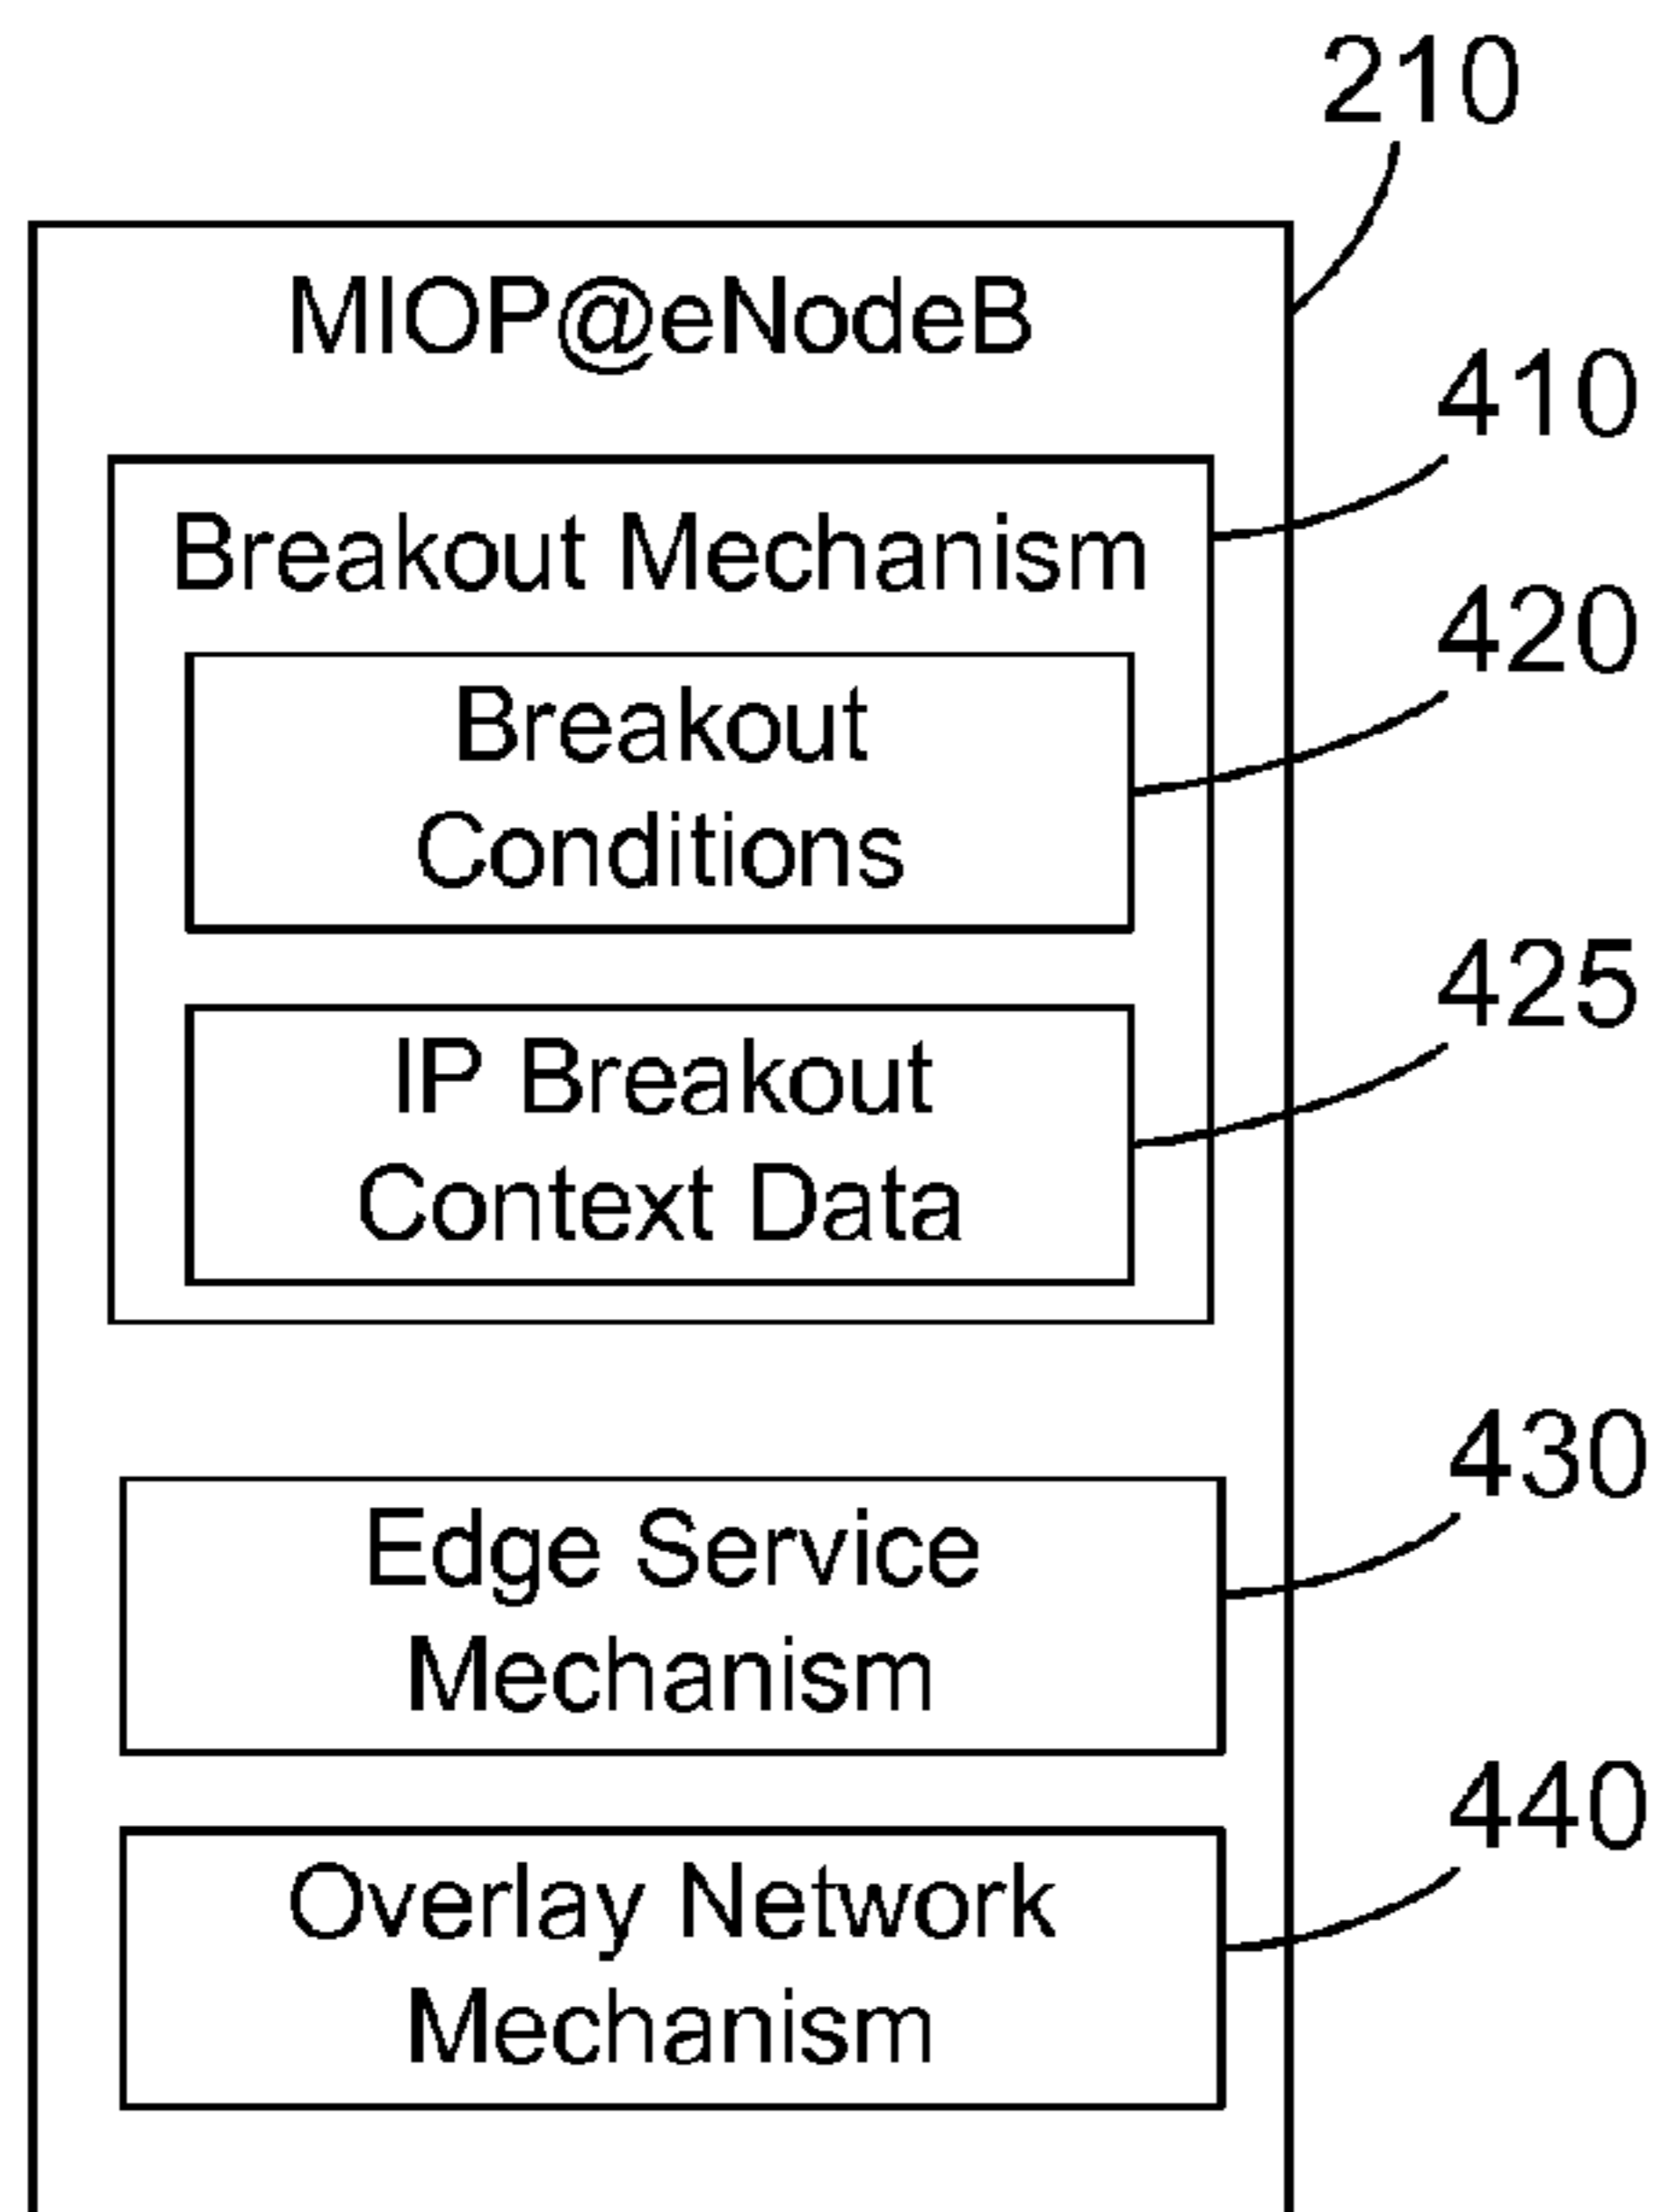 210
MIOP@eNodeB
410
Breakout Mechanism
420
Breakout
Conditions
425
IP Breakout
Context Data
430
Edge Service
Mechanism
440
Overlay Network
Mechanism